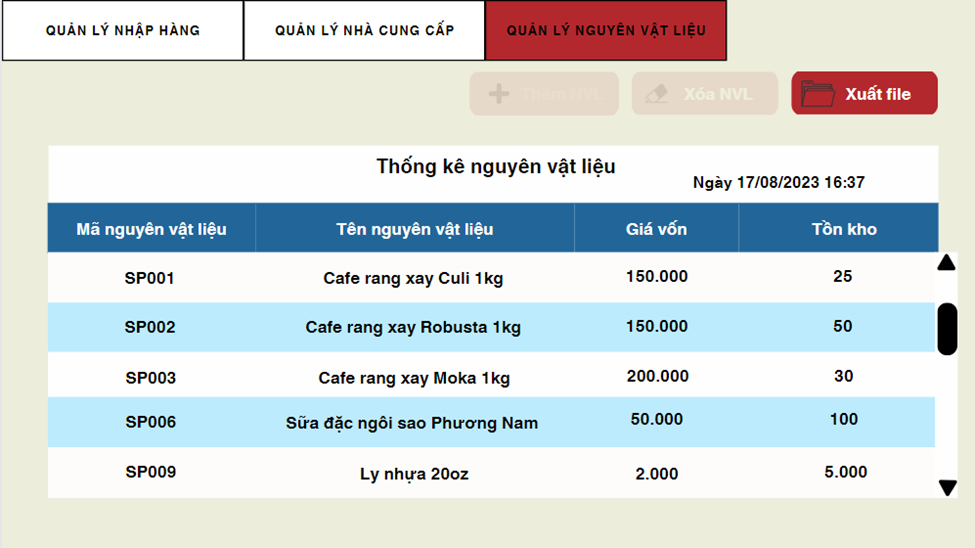 QUẢN LÝ NHẬP HÀNG QUẢN LÝ NHÀ CUNG CẤP QUẢN LÝ NGUYÊN VẬT LIỆU
Thêm NVL Xóa NVL Xuất file
Thống kê nguyên vật liệu
Ngày 17/08/2023 16:37
Mã nguyên vật liệu Tên nguyên vật liệu Giá vốn Tồn kho
SP001 Cafe rang xay Culi 1kg 150.000 25
SP002 Cafe rang xay Robusta 1kg 150.000 50
SP003 Cafe rang xay Moka 1kg 200.000 30
SP006 Sữa đặc ngôi sao Phương Nam 50.000 100
SP009 Ly nhựa 20oz 2.000 5.000